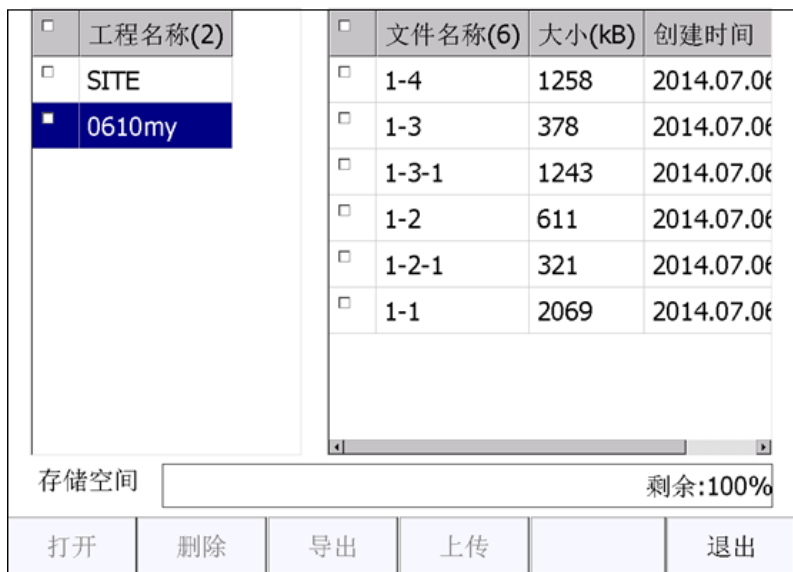 工程名称(2)
SITE
0610my
文件名称(6) 大小(kB) 创建时间
1-4 1258 2014.07.06
1-3 378 2014.07.06
1-3-1 1243 2014.07.06
1-2 611 2014.07.06
1-2-1 321 2014.07.06
1-1 2069 2014.07.06
存储空间 剩余:100%
打开 删除 导出 上传 退出